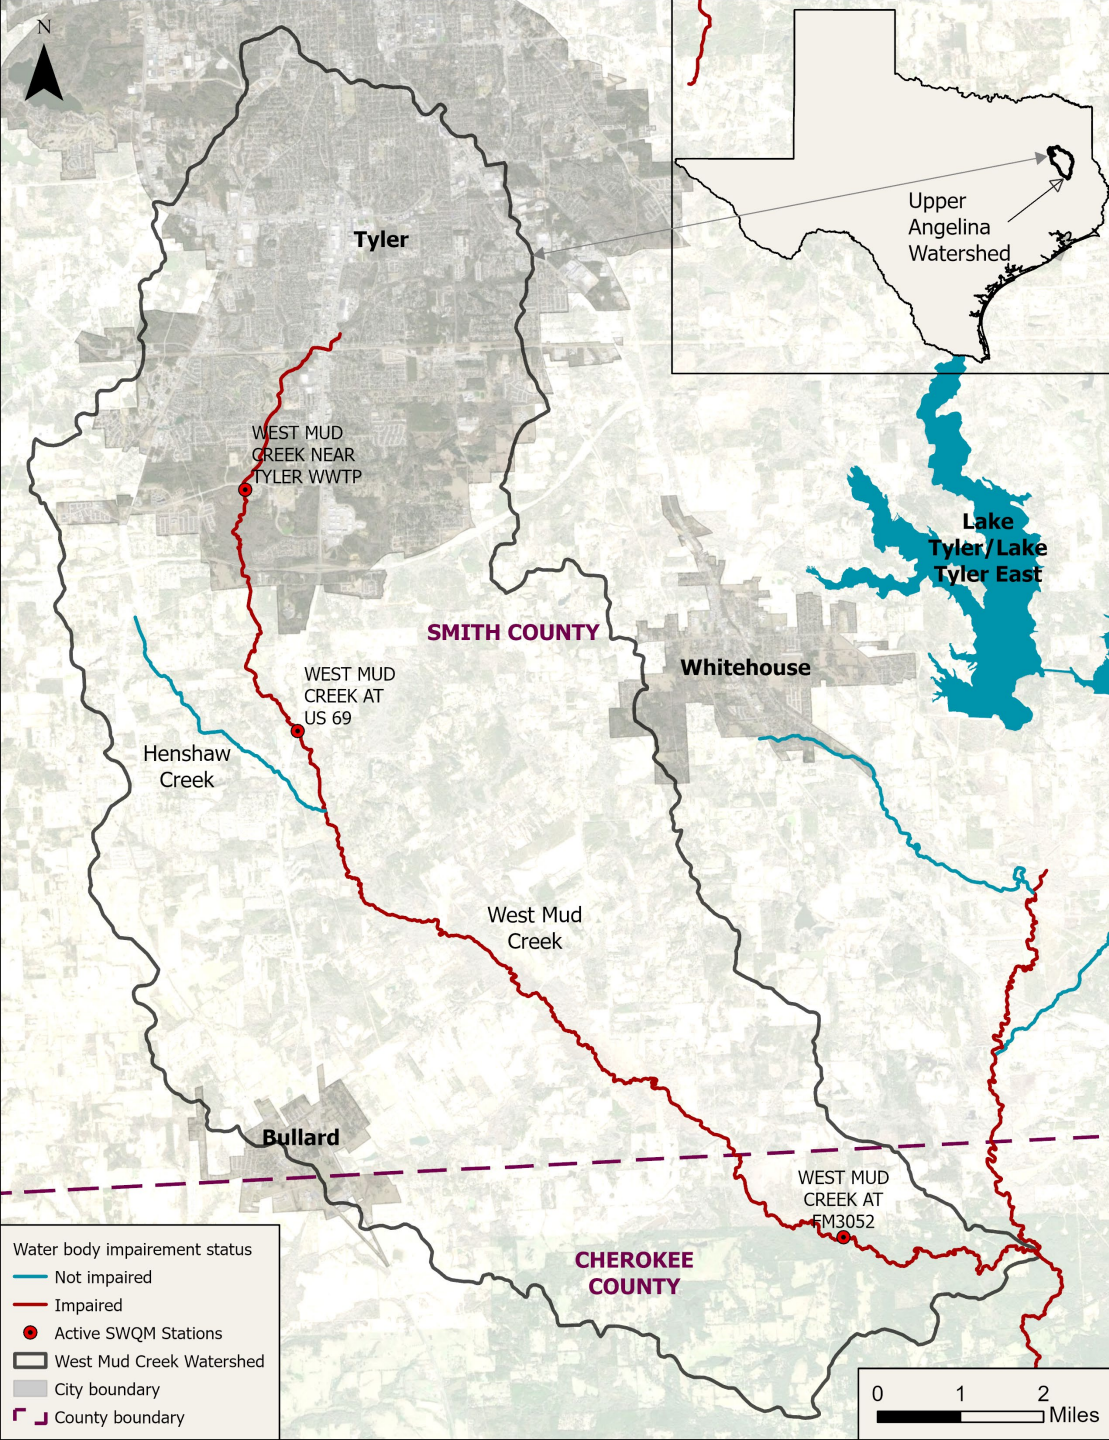 N
Upper
Angelina
Watershed
Tyler
WEST MUD
CREEK NEAR
TYLER WWTP
Lake
Tyler/Lake
Tyler East
SMITH COUNTY
Whitehouse
WEST MUD
CREEK AT
US 69
Henshaw
Creek
West Mud
Creek
Bullard
WEST MUD
CREEK AT
FM3052
CHEROKEE
COUNTY
Water body impairement status
Not impaired
Impaired
Active SWQM Stations
West Mud Creek Watershed
City boundary
County boundary
0 1 2
Miles